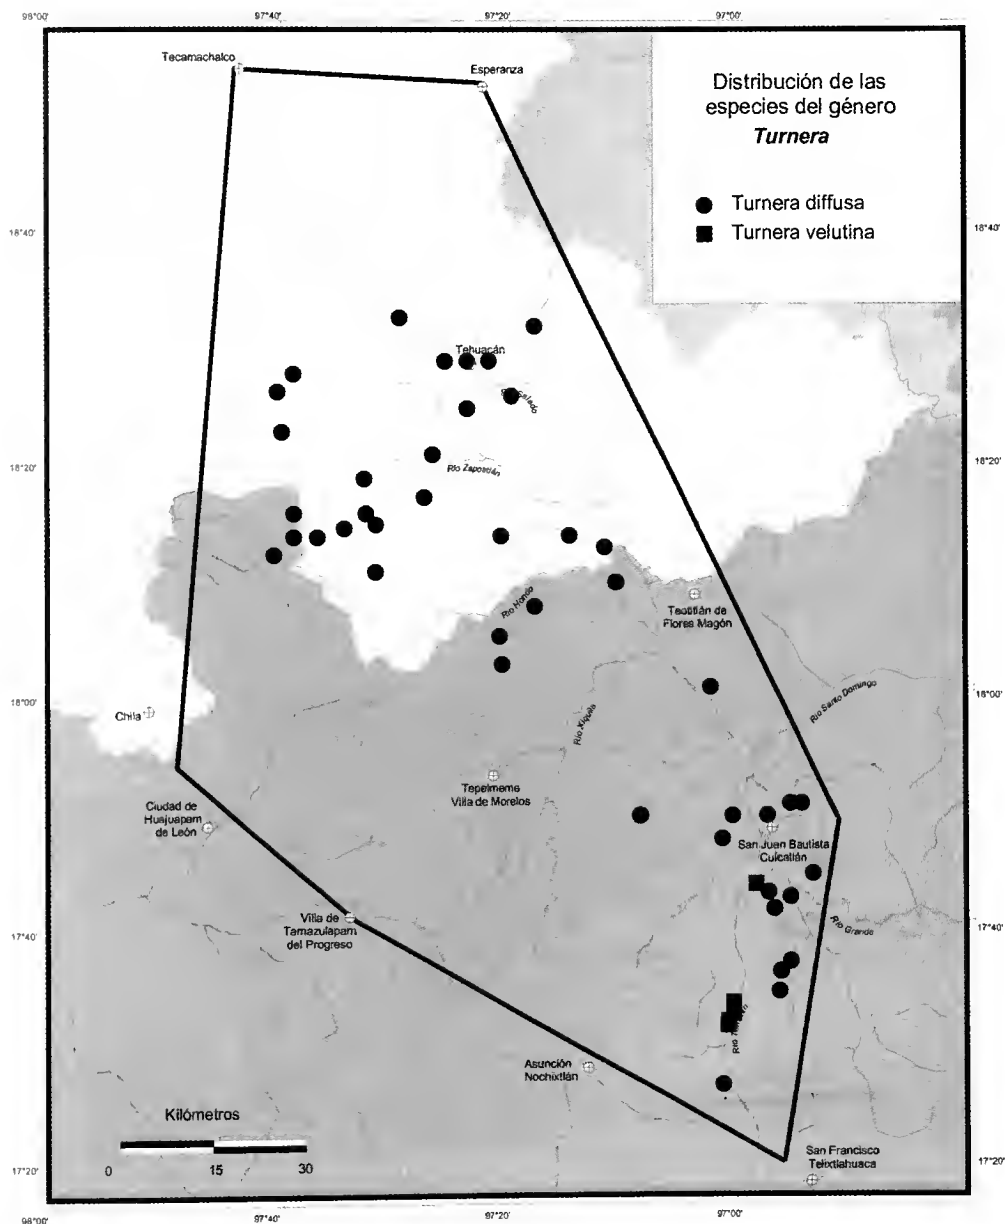 98°00'
97°40'
97°20'
97°00'
Tecamachalco
Esperanza
Distribución de las
especies del género
Turnera
Turnera diffusa
Turnera velutina
18°40'
18°40'
Tehuacán
Salado
Río Zapotitlán
18°20'
18°20'
Río Hondo
Teotitlán de
Flores Magón
Río Santo Domingo
Río Xiquila
18°00'
18°00'
Chila
Tepelmeme
Villa de Morelos
Ciudad de
Huajuapam
de León
San Juan Bautista
Cuicatlán
Villa de
Tamazulapam
del Progreso
Río Grande
17°40'
17°40'
Río
Asunción
Nochixtlán
Kilómetros
0
15
30
San Francisco
Telixtlahuaca
17°20'
17°20'
98°00'
97°40'
97°20'
97°00'